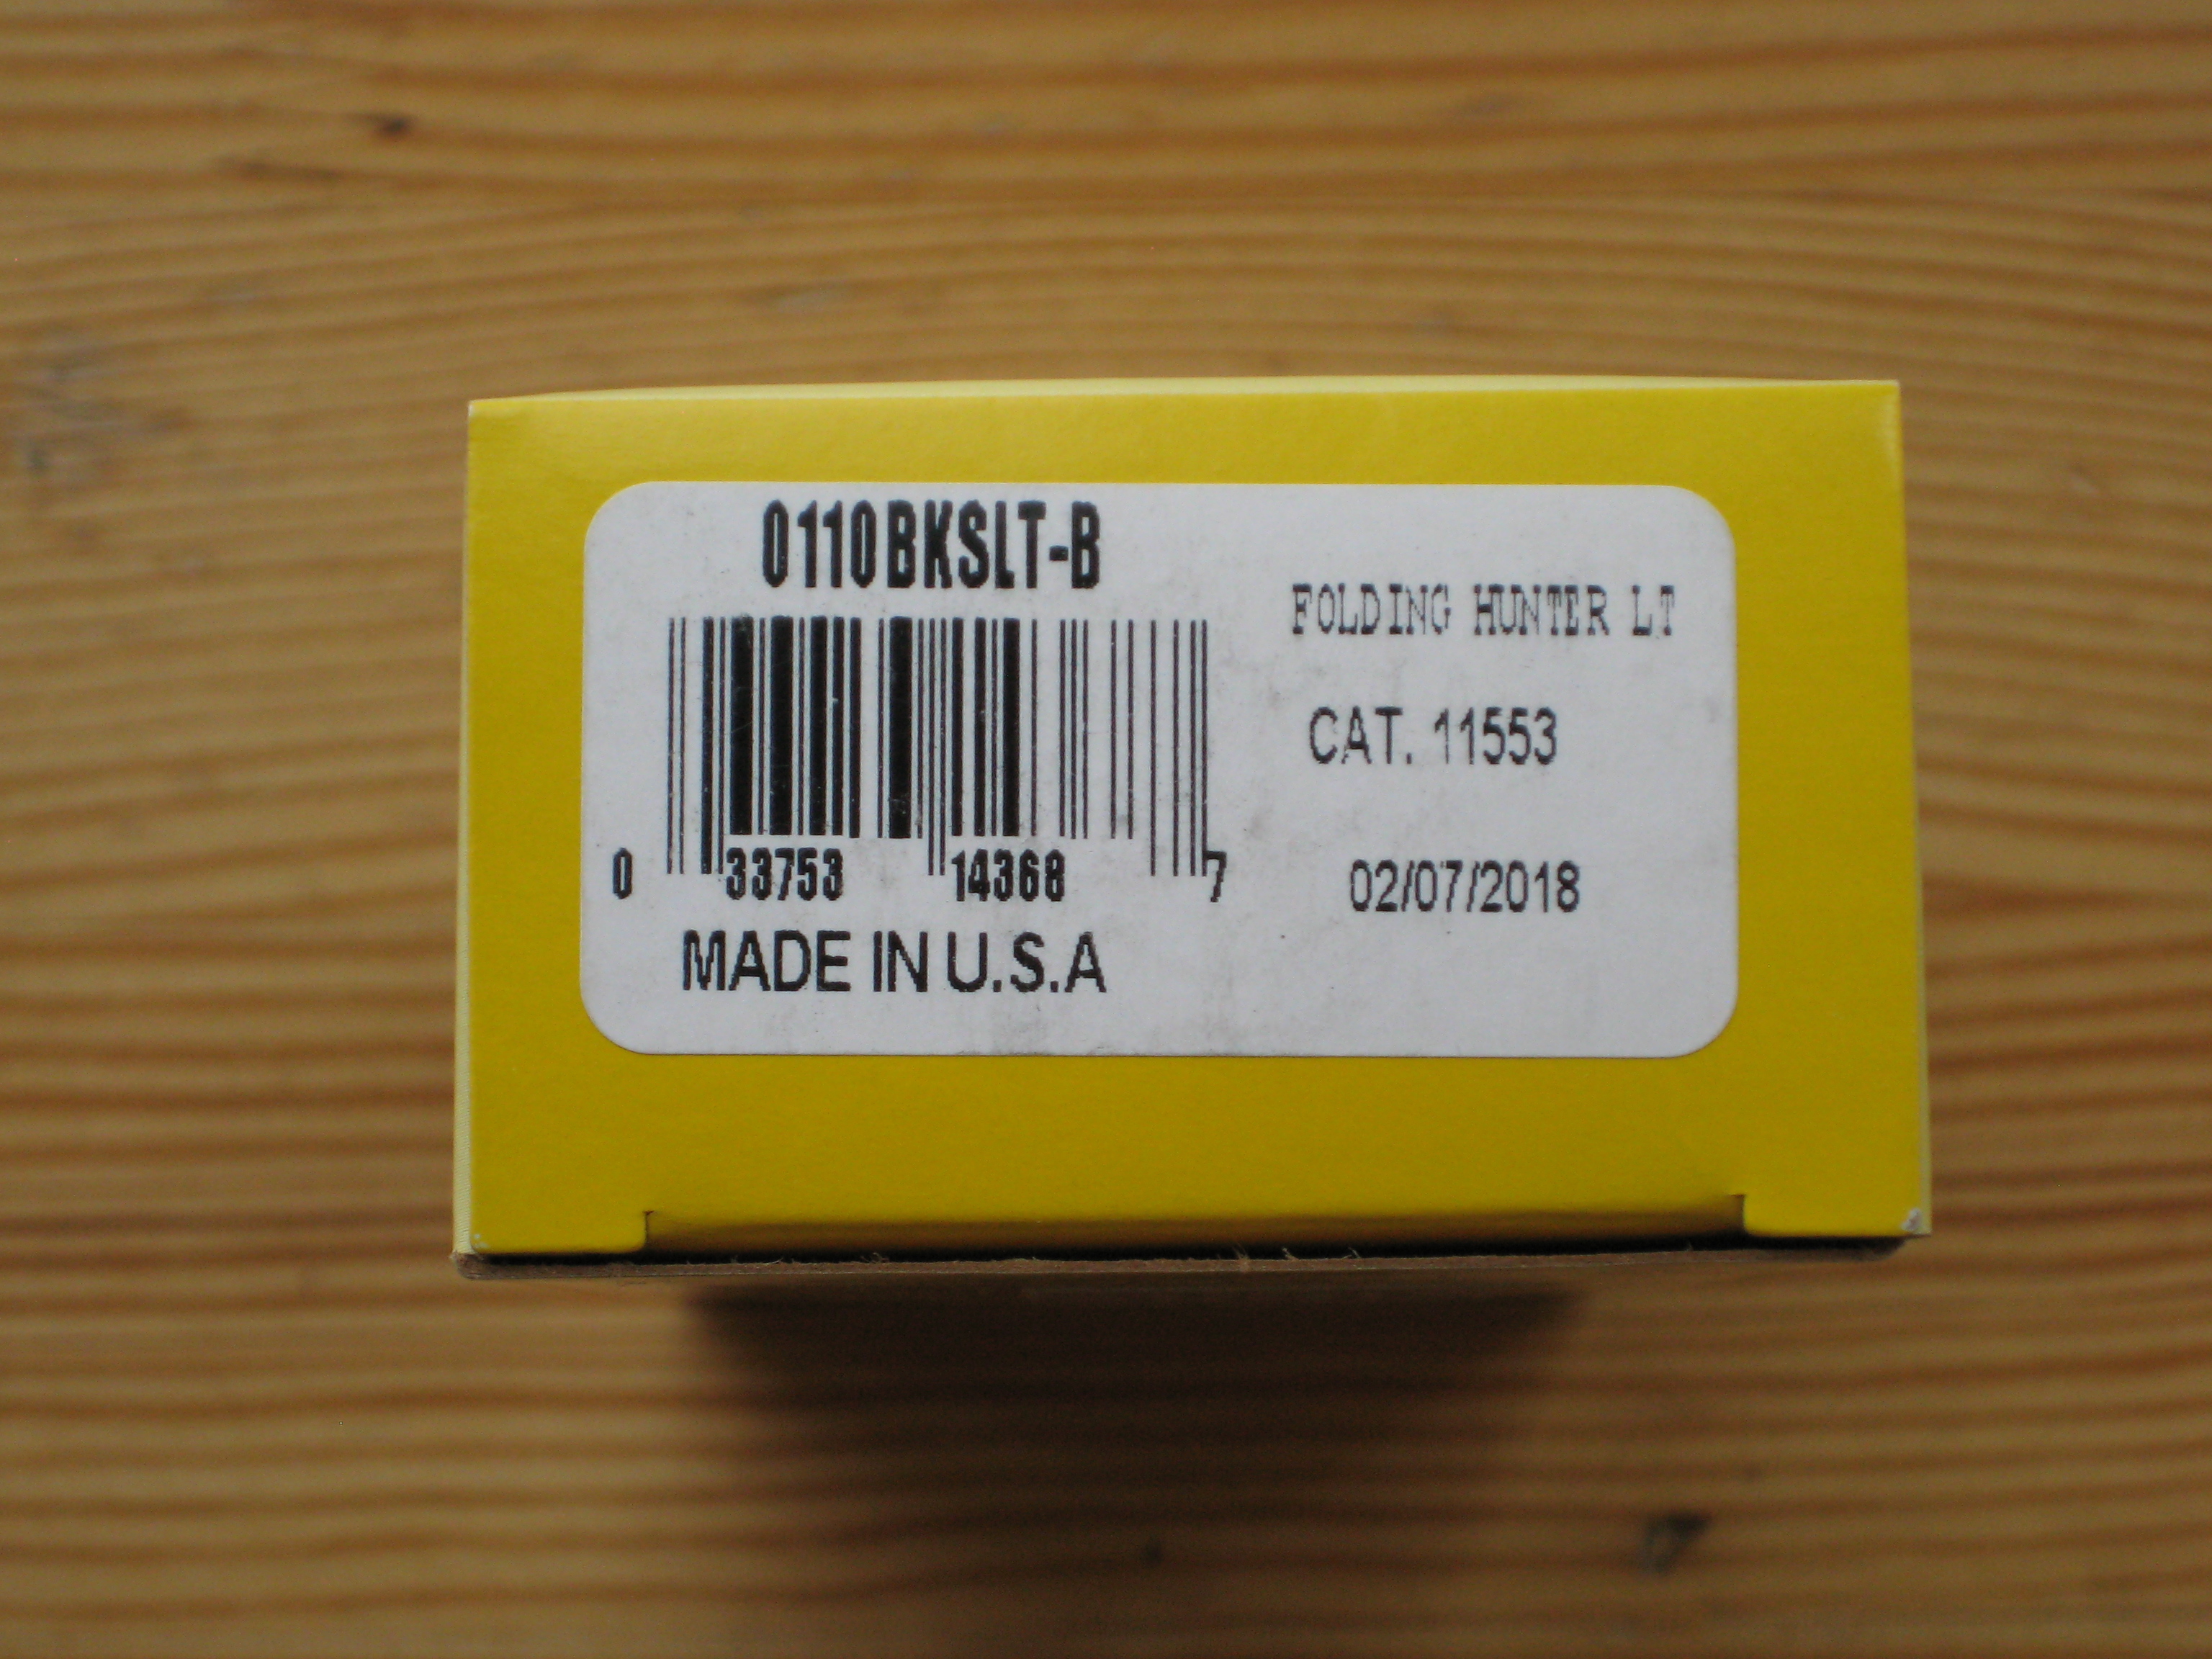 0110BKSLT-B
FOLDING HUNTER LT
CAT. 11553
0 33753 14368 7
02/07/2018
MADE IN U.S.A